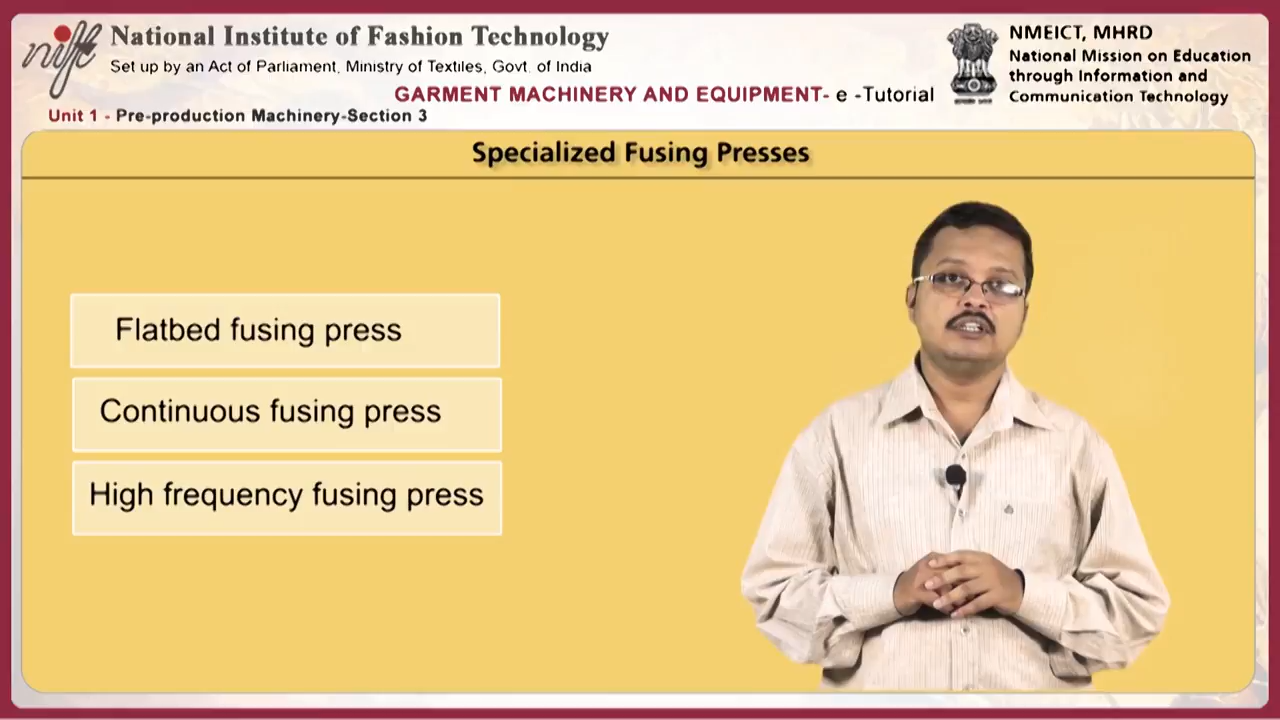 nift
National Institute of Fashion Technology
Set up by an Act of Parliament, Ministry of Textiles, Govt. of India
NMEICT, MHRD
National Mission on Education
through Information and
Communication Technology
GARMENT MACHINERY AND EQUIPMENT- e -Tutorial
Unit 1 - Pre-production Machinery-Section 3
Specialized Fusing Presses
Flatbed fusing press
Continuous fusing press
High frequency fusing press